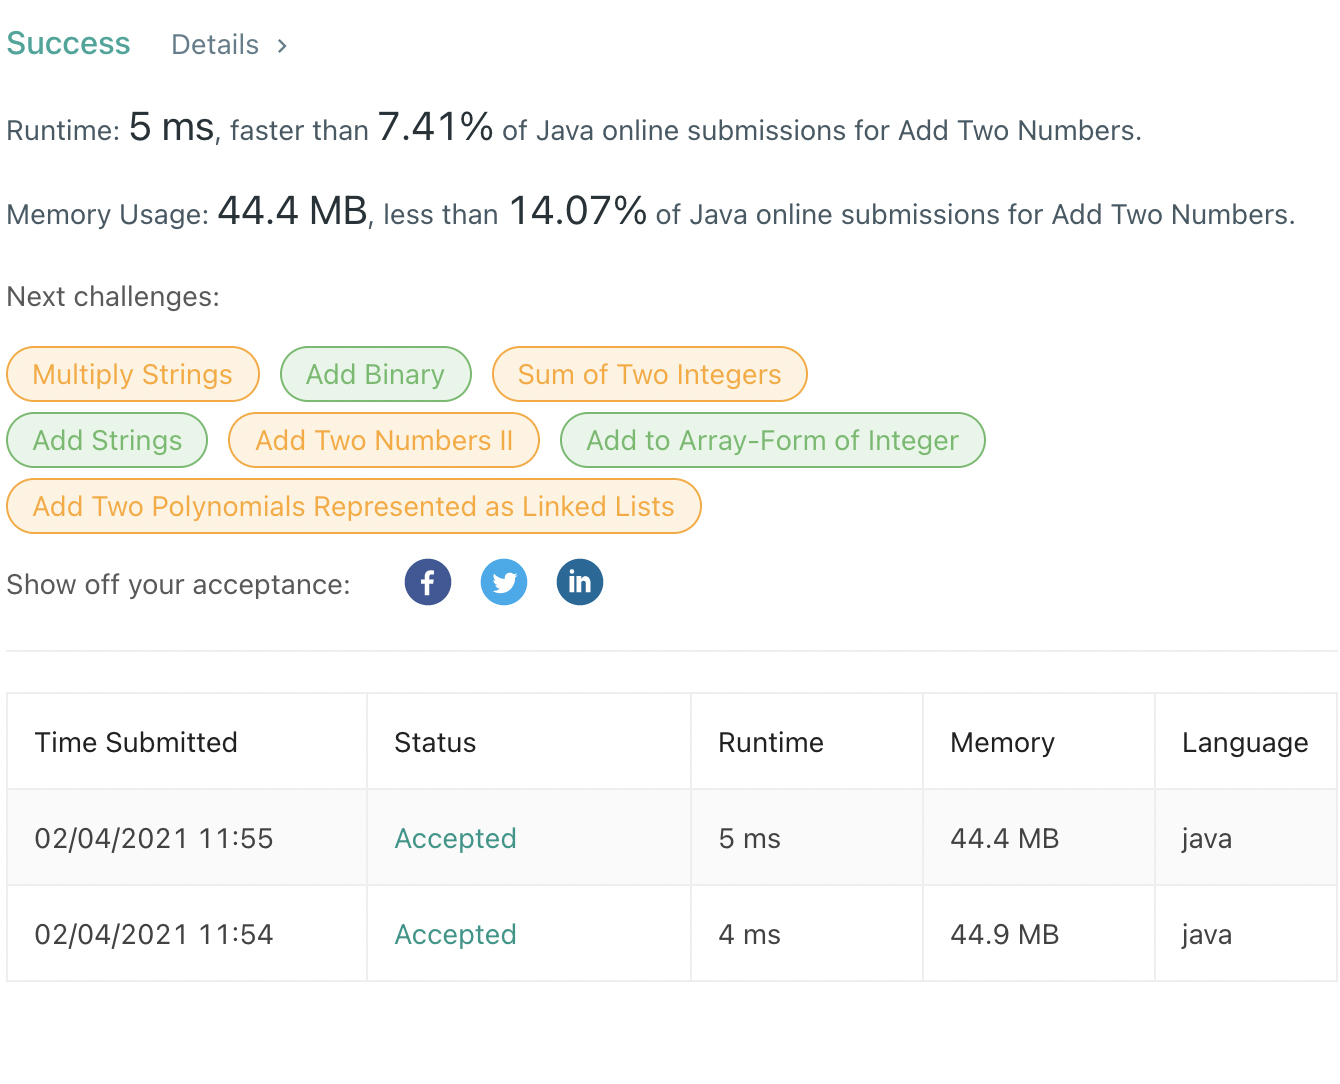 Success Details >
Runtime: 5 ms, faster than 7.41% of Java online submissions for Add Two Numbers.
Memory Usage: 44.4 MB, less than 14.07% of Java online submissions for Add Two Numbers.
Next challenges:
Multiply Strings Add Binary Sum of Two Integers
Add Strings Add Two Numbers II Add to Array-Form of Integer
Add Two Polynomials Represented as Linked Lists
Show off your acceptance: f in
Time Submitted Status Runtime Memory Language
02/04/2021 11:55 Accepted 5 ms 44.4 MB java
02/04/2021 11:54 Accepted 4 ms 44.9 MB java